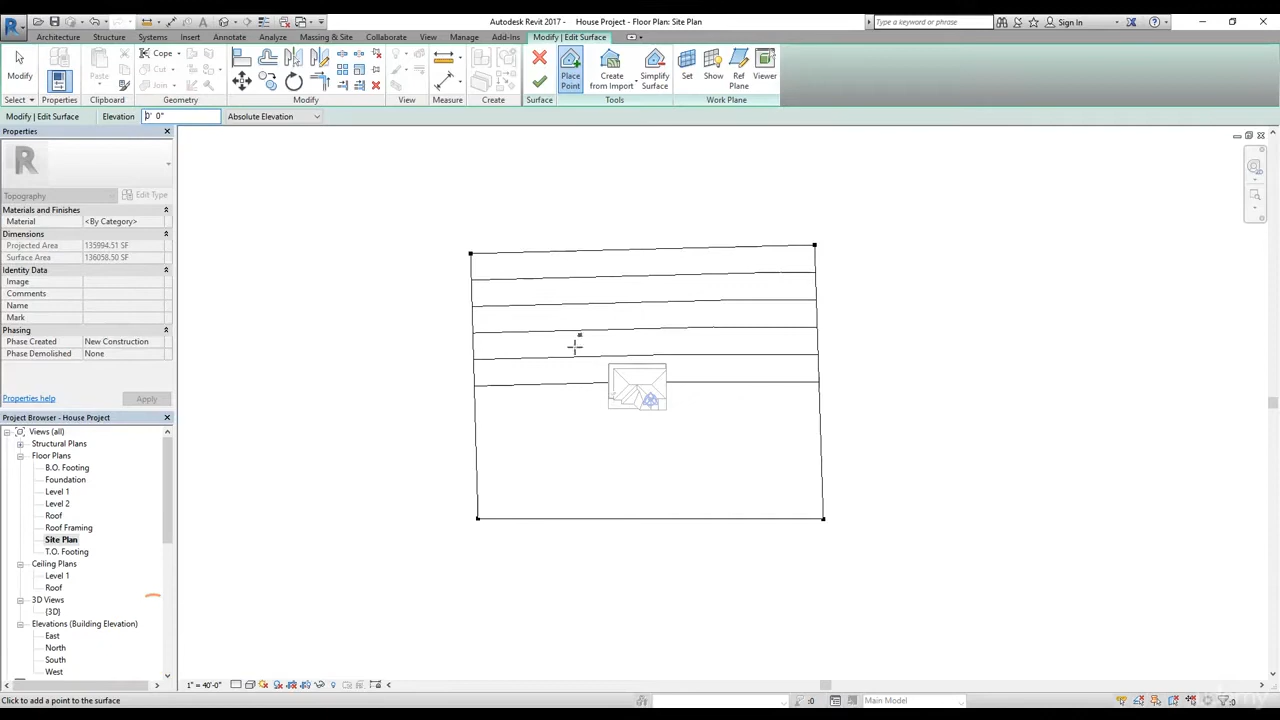 Autodesk Revit 2017 - House Project - Floor Plan: Site Plan
Type a keyword or phrase
Sign In
Architecture Structure Systems Insert Annotate Analyze Massing & Site Collaborate View Manage Add-Ins Modify | Edit Surface
Modify
Properties
Paste
Cope
Cut
Join
Place Point
Create from Import
Simplify Surface
Set
Show
Ref Plane
Viewer
Select Properties Clipboard Geometry Modify View Measure Create Surface Tools Work Plane
Modify | Edit Surface Elevation 0' 0" Absolute Elevation
Properties
Topography
Edit Type
Materials and Finishes
Material <By Category>
Dimensions
Projected Area 135994.51 SF
Surface Area 136058.50 SF
Identity Data
Image
Comments
Name
Mark
Phasing
Phase Created New Construction
Phase Demolished None
Properties help Apply
Project Browser - House Project
Views (all)
Structural Plans
Floor Plans
B.O. Footing
Foundation
Level 1
Level 2
Roof
Roof Framing
Site Plan
T.O. Footing
Ceiling Plans
Level 1
Roof
3D Views
{3D}
Elevations (Building Elevation)
East
North
South
West
1" = 40'-0"
Click to add a point to the surface
:0
Main Model
:0